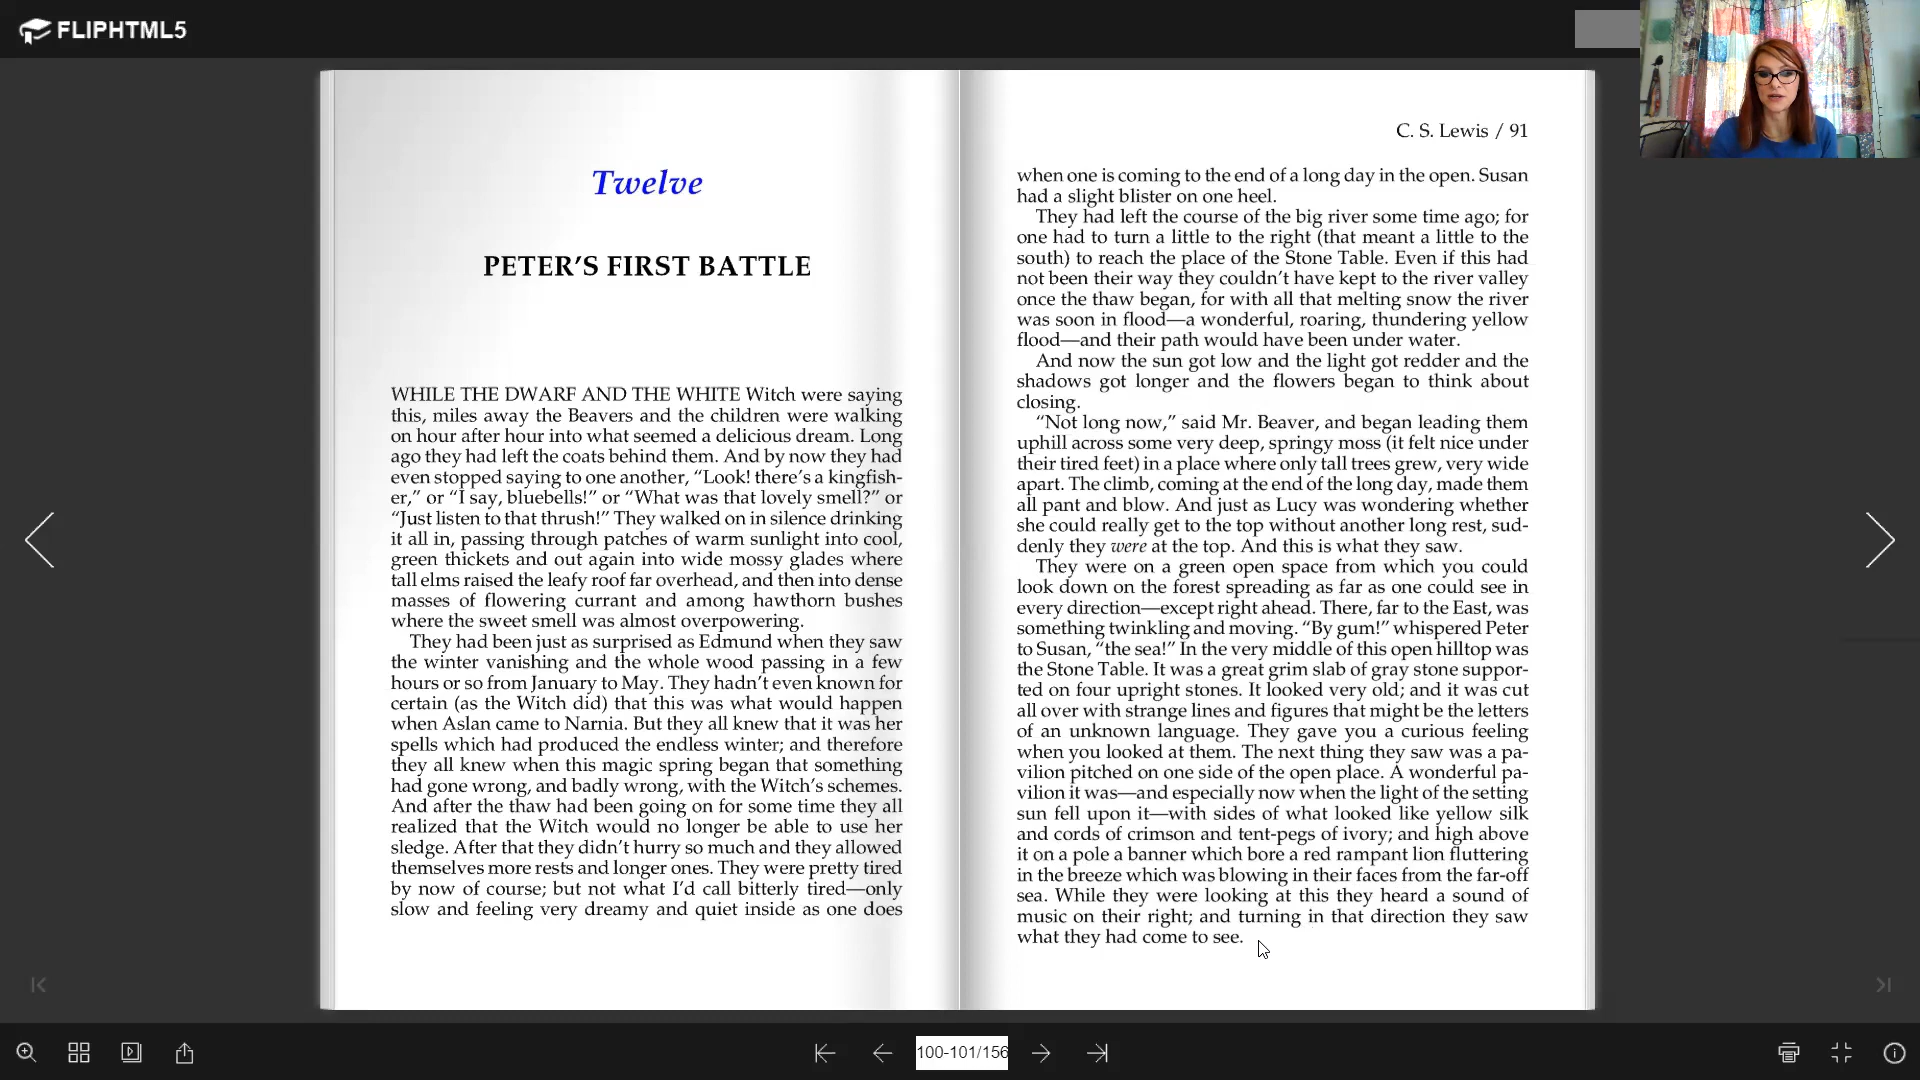 FLIPHTML5
Twelve
PETER'S FIRST BATTLE
WHILE THE DWARF AND THE WHITE Witch were saying
this, miles away the Beavers and the children were walking
on hour after hour into what seemed a delicious dream. Long
ago they had left the coats behind them. And by now they had
even stopped saying to one another, “Look! there’s a kingfish-
er,” or “I say, bluebells!” or “What was that lovely smell?” or
“Just listen to that thrush!” They walked on in silence drinking
it all in, passing through patches of warm sunlight into cool,
green thickets and out again into wide mossy glades where
tall elms raised the leafy roof far overhead, and then into dense
masses of flowering currant and among hawthorn bushes
where the sweet smell was almost overpowering.
They had been just as surprised as Edmund when they saw
the winter vanishing and the whole wood passing in a few
hours or so from January to May. They hadn’t even known for
certain (as the Witch did) that this was what would happen
when Aslan came to Narnia. But they all knew that it was her
spells which had produced the endless winter; and therefore
they all knew when this magic spring began that something
had gone wrong, and badly wrong, with the Witch’s schemes.
And after the thaw had been going on for some time they all
realized that the Witch would no longer be able to use her
sledge. After that they didn’t hurry so much and they allowed
themselves more rests and longer ones. They were pretty tired
by now of course; but not what I’d call bitterly tired—only
slow and feeling very dreamy and quiet inside as one does
C. S. Lewis / 91
when one is coming to the end of a long day in the open. Susan
had a slight blister on one heel.
They had left the course of the big river some time ago; for
one had to turn a little to the right (that meant a little to the
south) to reach the place of the Stone Table. Even if this had
not been their way they couldn’t have kept to the river valley
once the thaw began, for with all that melting snow the river
was soon in flood—a wonderful, roaring, thundering yellow
flood—and their path would have been under water.
And now the sun got low and the light got redder and the
shadows got longer and the flowers began to think about
closing.
“Not long now,” said Mr. Beaver, and began leading them
uphill across some very deep, springy moss (it felt nice under
their tired feet) in a place where only tall trees grew, very wide
apart. The climb, coming at the end of the long day, made them
all pant and blow. And just as Lucy was wondering whether
she could really get to the top without another long rest, sud-
denly they were at the top. And this is what they saw.
They were on a green open space from which you could
look down on the forest spreading as far as one could see in
every direction—except right ahead. There, far to the East, was
something twinkling and moving. “By gum!” whispered Peter
to Susan, “the sea!” In the very middle of this open hilltop was
the Stone Table. It was a great grim slab of gray stone suppor-
ted on four upright stones. It looked very old; and it was cut
all over with strange lines and figures that might be the letters
of an unknown language. They gave you a curious feeling
when you looked at them. The next thing they saw was a pa-
vilion pitched on one side of the open place. A wonderful pa-
vilion it was—and especially now when the light of the setting
sun fell upon it—with sides of what looked like yellow silk
and cords of crimson and tent-pegs of ivory; and high above
it on a pole a banner which bore a red rampant lion fluttering
in the breeze which was blowing in their faces from the far-off
sea. While they were looking at this they heard a sound of
music on their right; and turning in that direction they saw
what they had come to see.
100-101/156